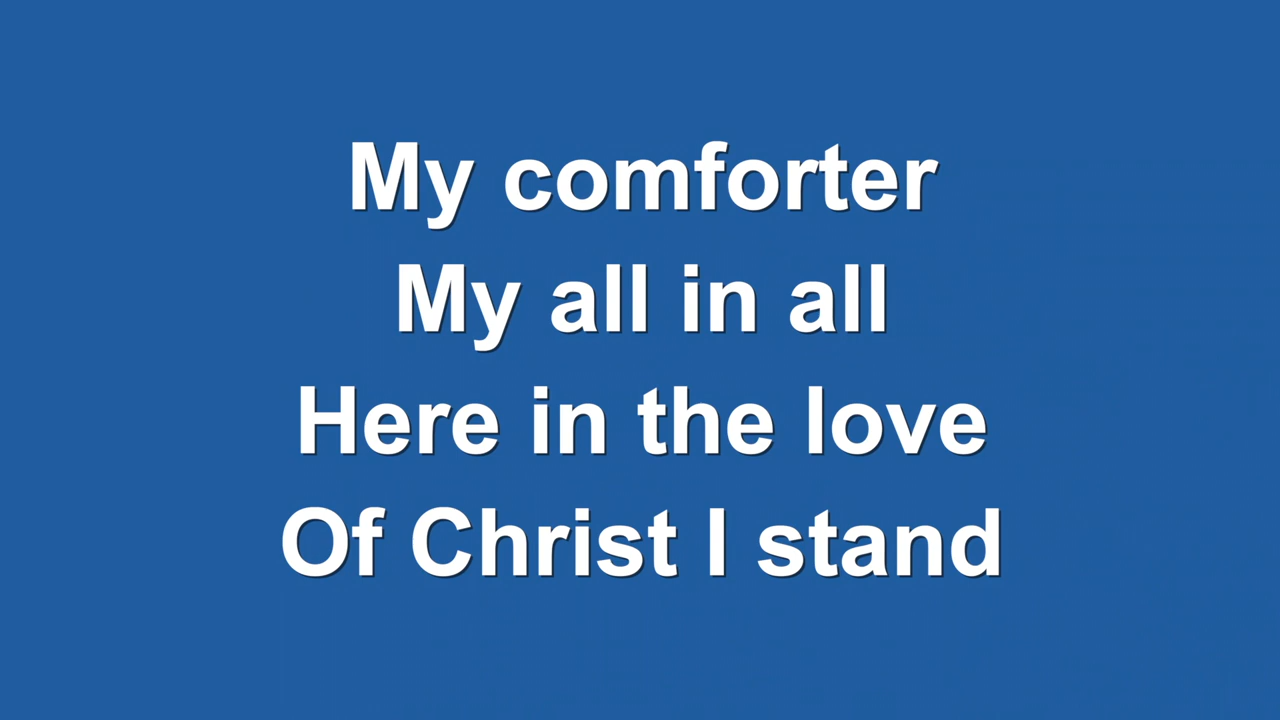 My comforter
My all in all
Here in the love
Of Christ I stand